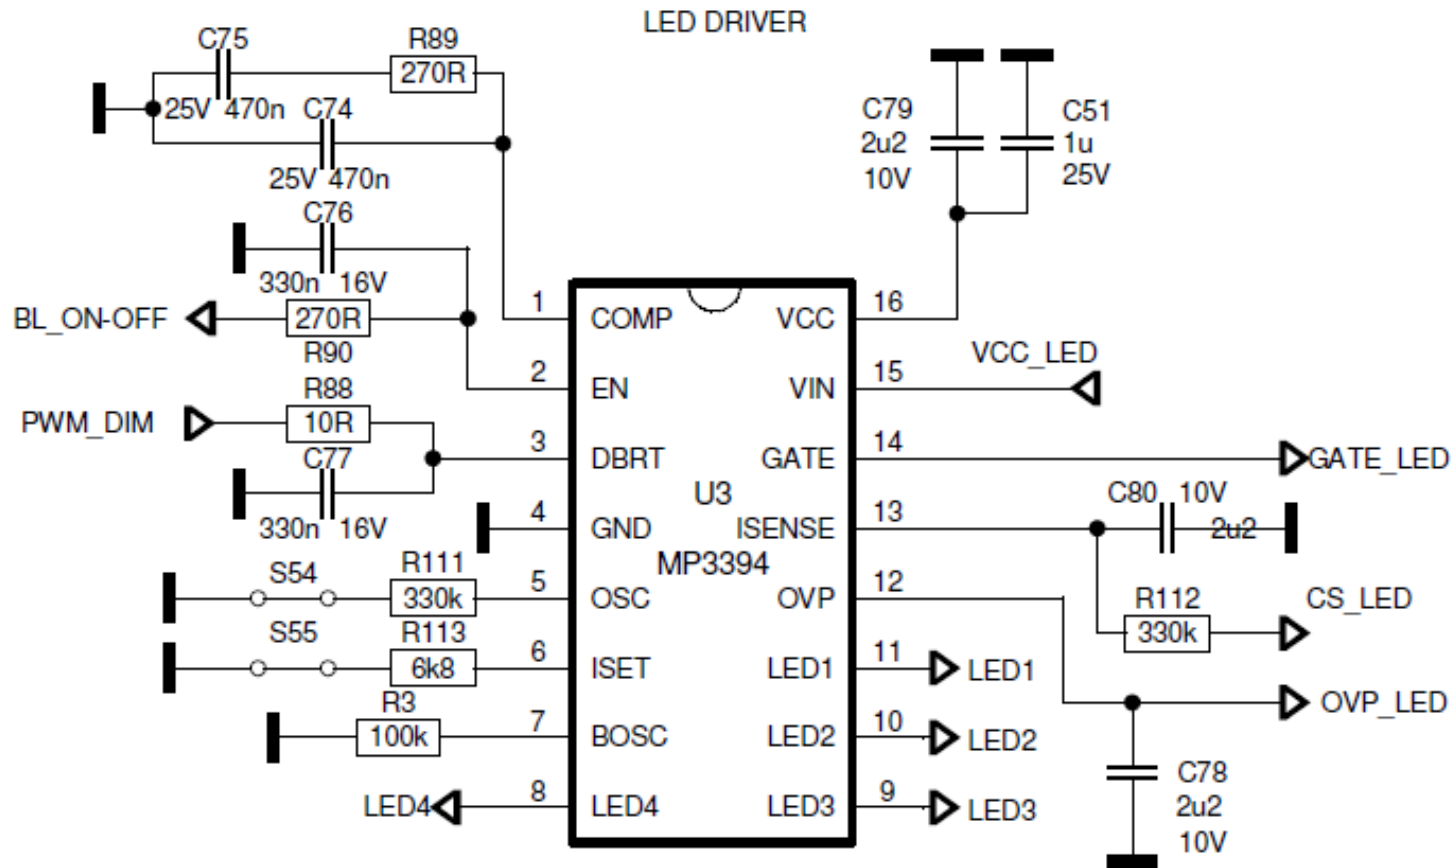 LED DRIVER
C75
R89
270R
25V 470n
C74
25V 470n
C76
330n 16V
BL_ON-OFF
270R
R90
R88
PWM_DIM
10R
C77
330n 16V
S54
R111
330k
S55
R113
6k8
R3
100k
LED4
1
2
3
4
5
6
7
8
COMP
EN
DBRT
GND
OSC
ISET
BOSC
LED4
U3
MP3394
VCC
VIN
GATE
ISENSE
OVP
LED1
LED2
LED3
16
15
14
13
12
11
10
9
C79
2u2
10V
C51
1u
25V
VCC_LED
GATE_LED
C80 10V
2u2
R112
330k
CS_LED
LED1
OVP_LED
LED2
LED3
C78
2u2
10V